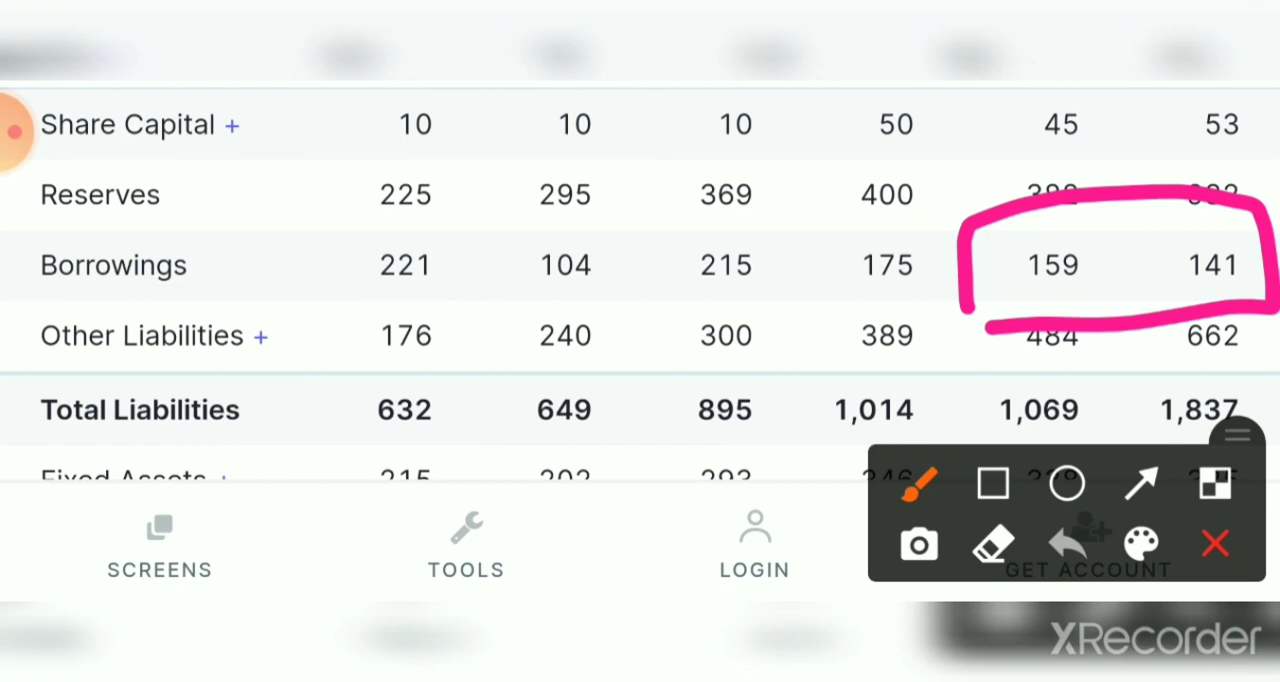 Share Capital + 10 10 10 50 45 53
Reserves 225 295 369 400
Borrowings 221 104 215 175 159 141
Other Liabilities + 176 240 300 389 484 662
Total Liabilities 632 649 895 1,014 1,069 1,837
Fixed Assets +
SCREENS TOOLS LOGIN GET ACCOUNT
XRecorder